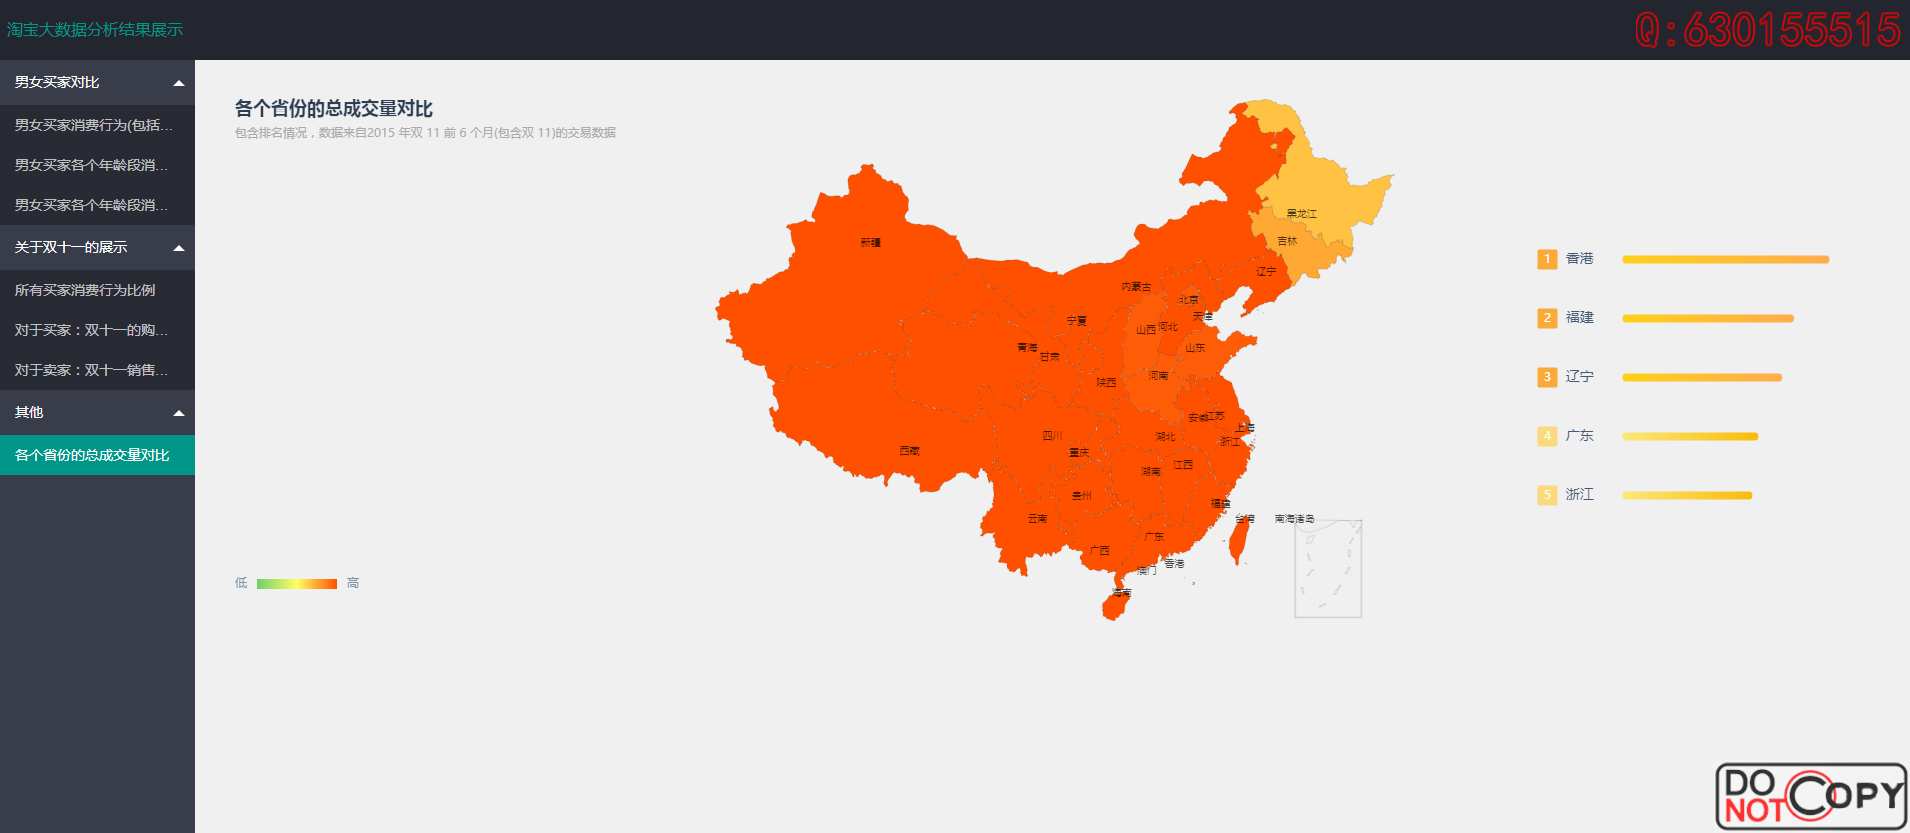 淘宝大数据分析结果展示
Q:630155515
男女买家对比
男女买家消费行为(包括...
男女买家各个年龄段消...
男女买家各个年龄段消...
关于双十一的展示
所有买家消费行为比例
对于买家：双十一的购...
对于卖家：双十一销售...
其他
各个省份的总成交量对比
各个省份的总成交量对比
包含排名情况，数据来自2015 年双 11 前 6 个月(包含双 11)的交易数据
黑龙江
吉林
新疆
辽宁
内蒙古
北京
天津
宁夏
山西
河北
青海
甘肃
山东
陕西
河南
安徽
江苏
上海
四川
湖北
浙江
西藏
重庆
湖南
江西
贵州
福建
云南
台湾
南海诸岛
广东
广西
香港
澳门
海南
低
高
1 香港
2 福建
3 辽宁
4 广东
5 浙江
DO NOT COPY